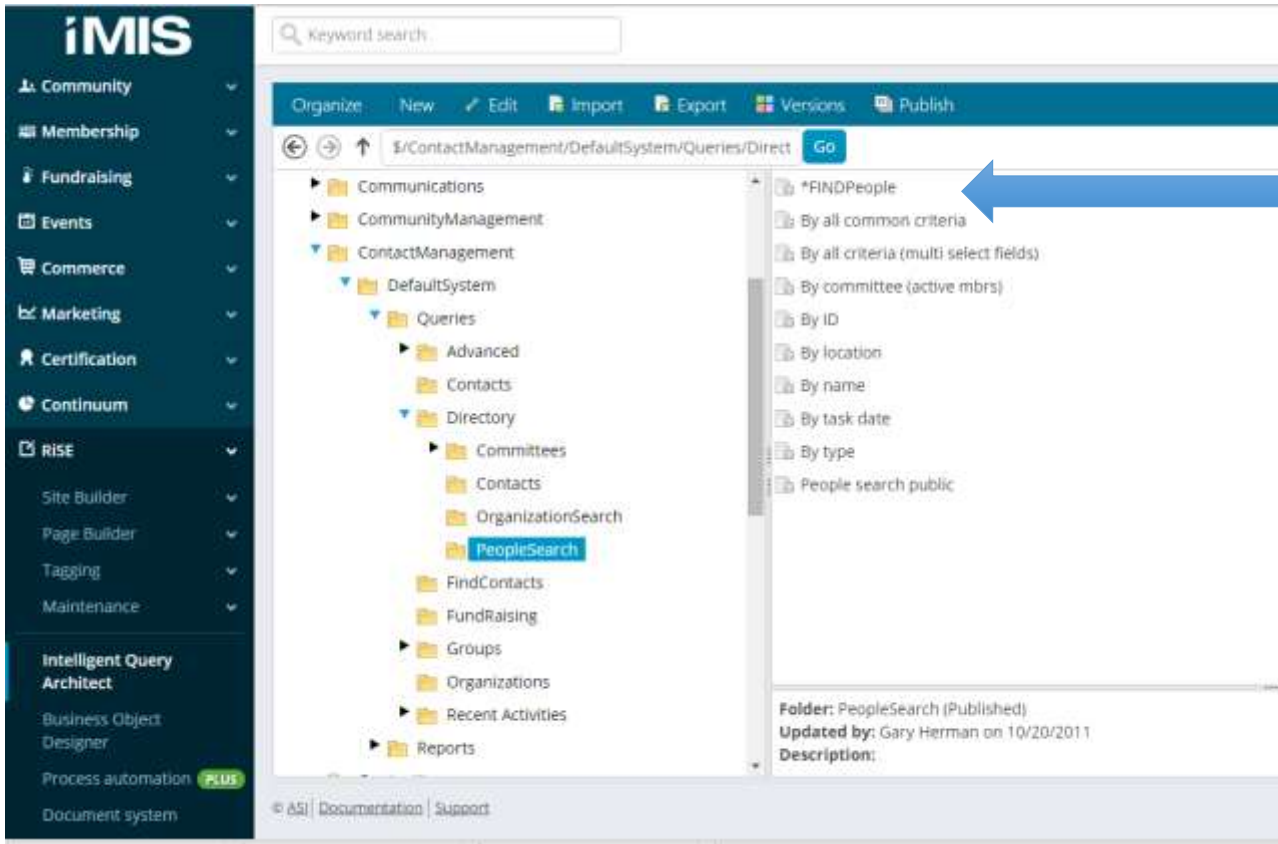 iMIS
Keyword search
Community
Membership
Fundraising
Events
Commerce
Marketing
Certification
Continuum
RiSE
Site Builder
Page Builder
Tagging
Maintenance
Intelligent Query
Architect
Business Object
Designer
Process automation PLUS
Document system
Organize New Edit Import Export Versions Publish
$/ContactManagement/DefaultSystem/Queries/Direct Go
Communications
CommunityManagement
ContactManagement
DefaultSystem
Queries
Advanced
Contacts
Directory
Committees
Contacts
OrganizationSearch
PeopleSearch
FindContacts
FundRaising
Groups
Organizations
Recent Activities
Reports
*FINDPeople
By all common criteria
By all criteria (multi select fields)
By committee (active mbrs)
By ID
By location
By name
By task date
By type
People search public
Folder: PeopleSearch (Published)
Updated by: Gary Herman on 10/20/2011
Description:
© ASI | Documentation | Support